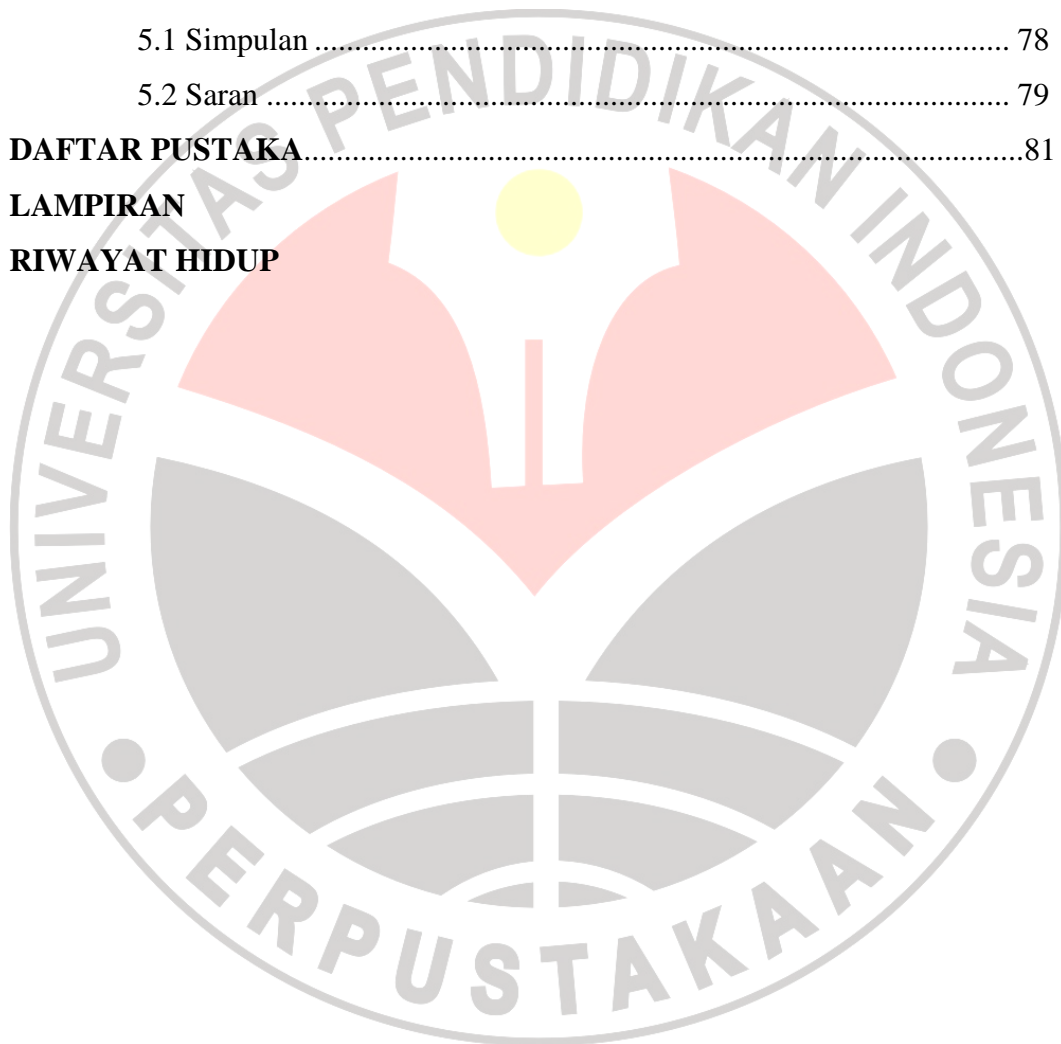 5.1 Simpulan ....................................................................................... 78
5.2 Saran ............................................................................................. 79
DAFTAR PUSTAKA..........................................................................................81
LAMPIRAN
RIWAYAT HIDUP
UNIVERSITAS PENDIDIKAN INDONESIA
PERPUSTAKAAN